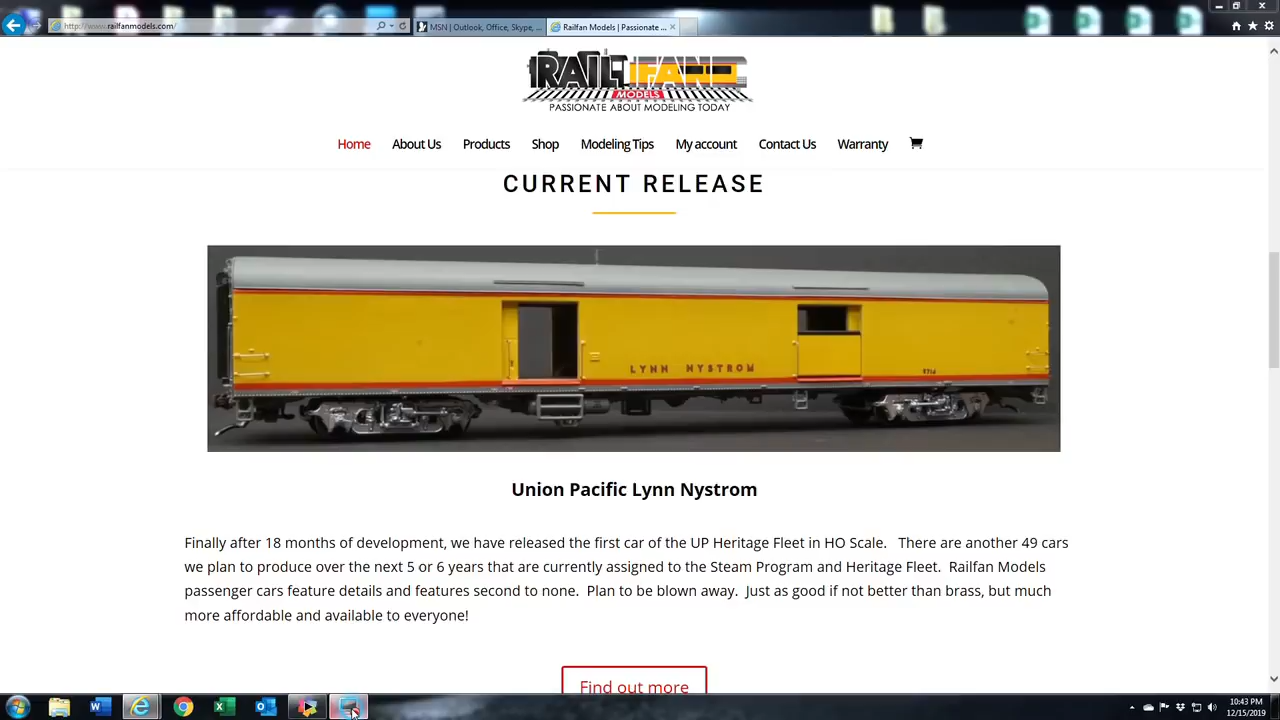 http://www.railfanmodels.com/
MSN | Outlook, Office, Skype, ...
Railfan Models | Passionate ...
RAILFAN
MODELS
PASSIONATE ABOUT MODELING TODAY
Home About Us Products Shop Modeling Tips My account Contact Us Warranty
CURRENT RELEASE
LYNN NYSTROM
Union Pacific Lynn Nystrom
Finally after 18 months of development, we have released the first car of the UP Heritage Fleet in HO Scale. There are another 49 cars
we plan to produce over the next 5 or 6 years that are currently assigned to the Steam Program and Heritage Fleet. Railfan Models
passenger cars feature details and features second to none. Plan to be blown away. Just as good if not better than brass, but much
more affordable and available to everyone!
Find out more
10:43 PM
12/15/2019